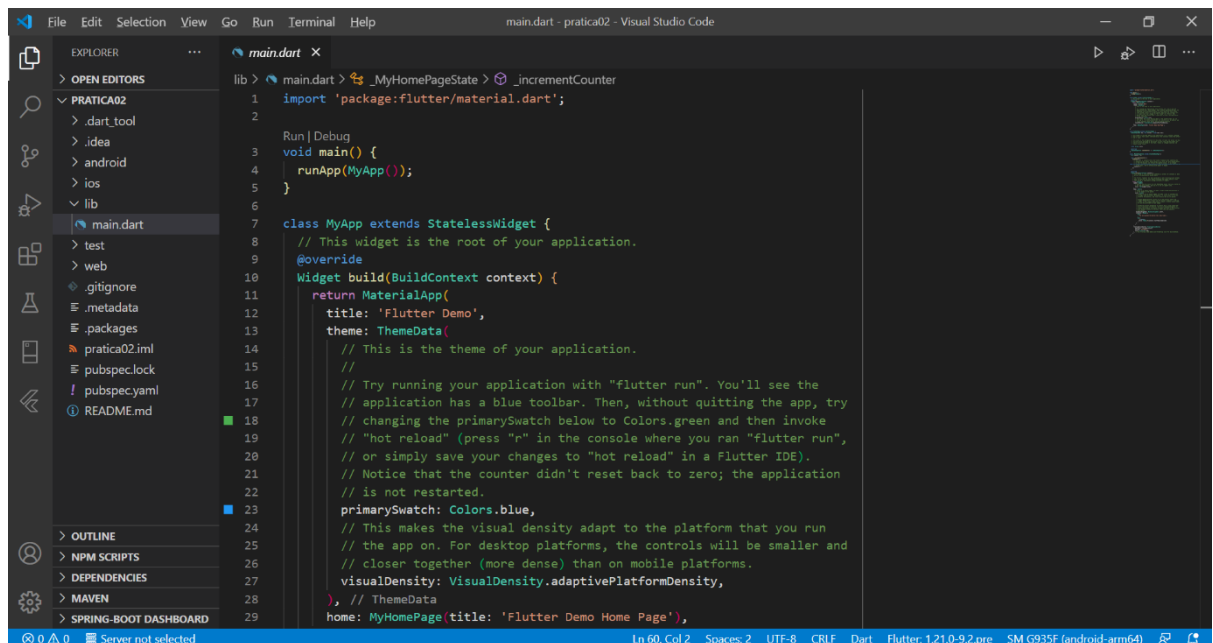 File Edit Selection View Go Run Terminal Help main.dart - pratica02 - Visual Studio Code
EXPLORER
OPEN EDITORS
PRATICA02
.dart_tool
.idea
android
ios
lib
main.dart
test
web
.gitignore
.metadata
.packages
pratica02.iml
pubspec.lock
pubspec.yaml
README.md
OUTLINE
NPM SCRIPTS
DEPENDENCIES
MAVEN
SPRING-BOOT DASHBOARD
main.dart
lib > main.dart > _MyHomePageState > _incrementCounter
1 import 'package:flutter/material.dart';
2
Run | Debug
3 void main() {
4 runApp(MyApp());
5 }
6
7 class MyApp extends StatelessWidget {
8 // This widget is the root of your application.
9 @override
10 Widget build(BuildContext context) {
11 return MaterialApp(
12 title: 'Flutter Demo',
13 theme: ThemeData(
14 // This is the theme of your application.
15 //
16 // Try running your application with "flutter run". You'll see the
17 // application has a blue toolbar. Then, without quitting the app, try
18 // changing the primarySwatch below to Colors.green and then invoke
19 // "hot reload" (press "r" in the console where you ran "flutter run",
20 // or simply save your changes to "hot reload" in a Flutter IDE).
21 // Notice that the counter didn't reset back to zero; the application
22 // is not restarted.
23 primarySwatch: Colors.blue,
24 // This makes the visual density adapt to the platform that you run
25 // the app on. For desktop platforms, the controls will be smaller and
26 // closer together (more dense) than on mobile platforms.
27 visualDensity: VisualDensity.adaptivePlatformDensity,
28 ), // ThemeData
29 home: MyHomePage(title: 'Flutter Demo Home Page'),
0 0 Server not selected Ln 60, Col 2 Spaces: 2 UTF-8 CRLF Dart Flutter: 1.21.0-9.2.pre SM G935F (android-arm64)